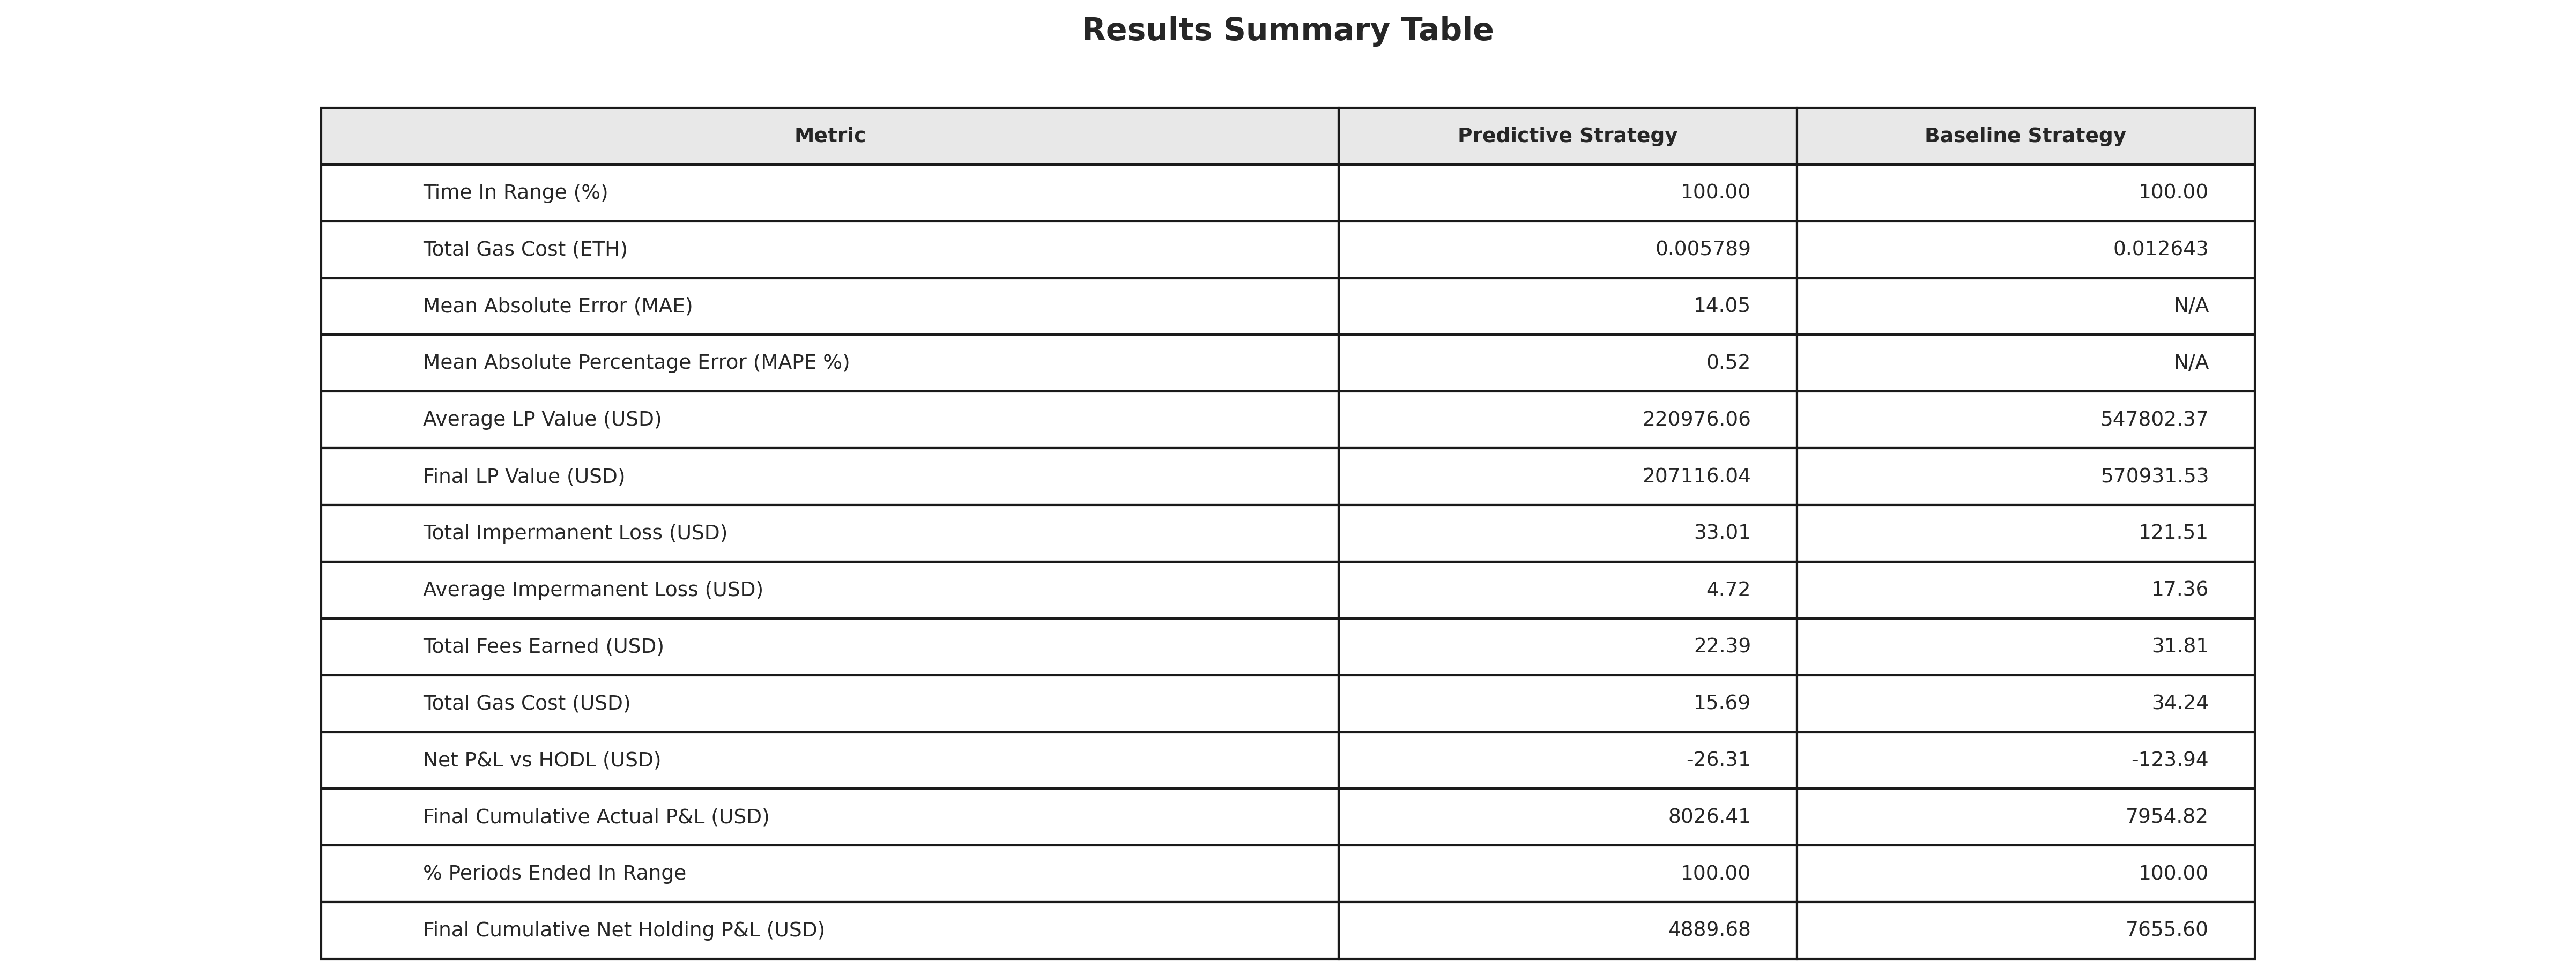 Results Summary Table
Metric Predictive Strategy Baseline Strategy
Time In Range (%) 100.00 100.00
Total Gas Cost (ETH) 0.005789 0.012643
Mean Absolute Error (MAE) 14.05 N/A
Mean Absolute Percentage Error (MAPE %) 0.52 N/A
Average LP Value (USD) 220976.06 547802.37
Final LP Value (USD) 207116.04 570931.53
Total Impermanent Loss (USD) 33.01 121.51
Average Impermanent Loss (USD) 4.72 17.36
Total Fees Earned (USD) 22.39 31.81
Total Gas Cost (USD) 15.69 34.24
Net P&L vs HODL (USD) -26.31 -123.94
Final Cumulative Actual P&L (USD) 8026.41 7954.82
% Periods Ended In Range 100.00 100.00
Final Cumulative Net Holding P&L (USD) 4889.68 7655.60